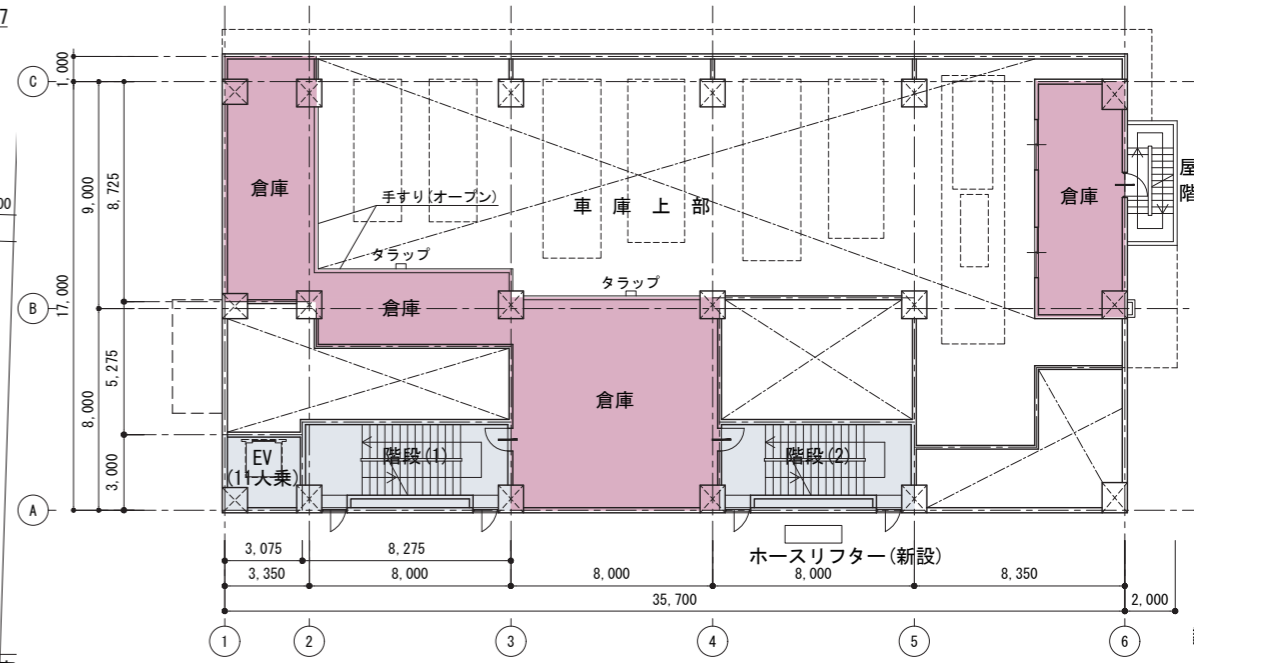 7
C
1,000
9,000
8,725
00
倉庫
手すり(オープン)
車庫上部
倉庫
屋
階
タラップ
タラップ
B
17,000
倉庫
8,000
5,275
3,000
倉庫
EV
(11人乗)
階段(1)
階段(2)
A
ホースリフター(新設)
3,075
8,275
3,350
8,000
8,000
8,000
8,350
35,700
2,000
1
2
3
4
5
6